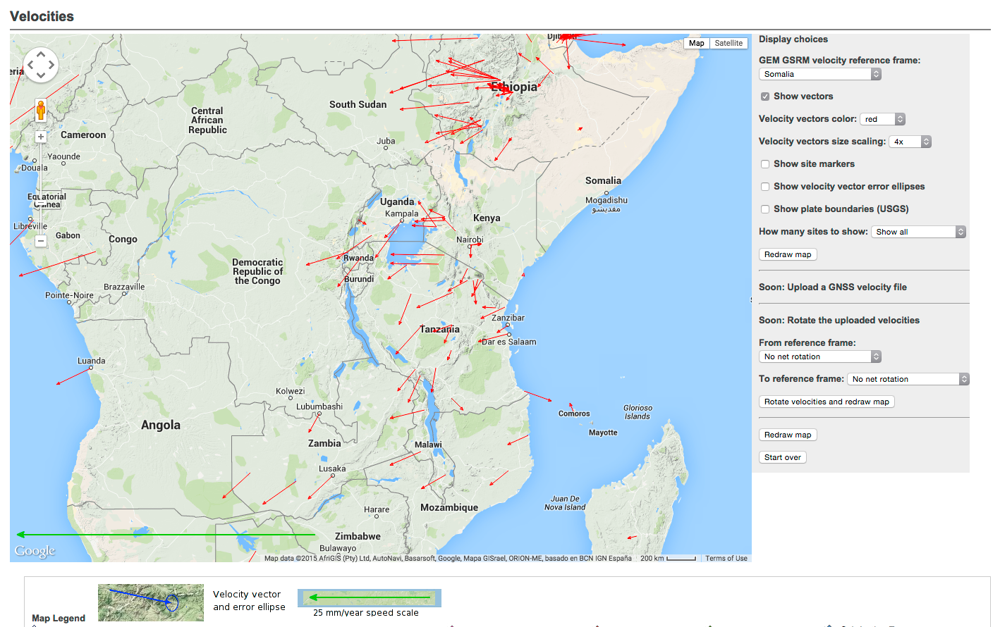 Velocities
Djib
Map
Satellite
eria
Ethiopia
South Sudan
Central
African
Republic
Cameroon
Juba
Yaounde
Douala
Somalia
Equatorial
Guinea
Mogadishu
مقديشو
Uganda
Kampala
Kenya
Libreville
Gabon
Congo
Nairobi
Rwanda
Democratic
Republic of
the Congo
Burundi
Brazzaville
Pointe-Noire
Zanzibar
Tanzania
Dar es Salaam
Luanda
Kolwezi
Lubumbashi
Comoros
Glorioso
Islands
Angola
Mayotte
Zambia
Malawi
Lusaka
Juan De
Nova Island
Mozambique
Harare
Zimbabwe
Bulawayo
Google
Map data ©2015 AfriGIS (Pty) Ltd, AutoNavi, Basarsoft, Google, Mapa GISrael, ORION-ME, basado en BCN IGN España
200 km
Terms of Use
Display choices
GEM GSRM velocity reference frame:
Somalia
Show vectors
Velocity vectors color: red
Velocity vectors size scaling: 4x
Show site markers
Show velocity vector error ellipses
Show plate boundaries (USGS)
How many sites to show: Show all
Redraw map
Soon: Upload a GNSS velocity file
Soon: Rotate the uploaded velocities
From reference frame:
No net rotation
To reference frame: No net rotation
Rotate velocities and redraw map
Redraw map
Start over
Map Legend
Velocity vector
and error ellipse
25 mm/year speed scale